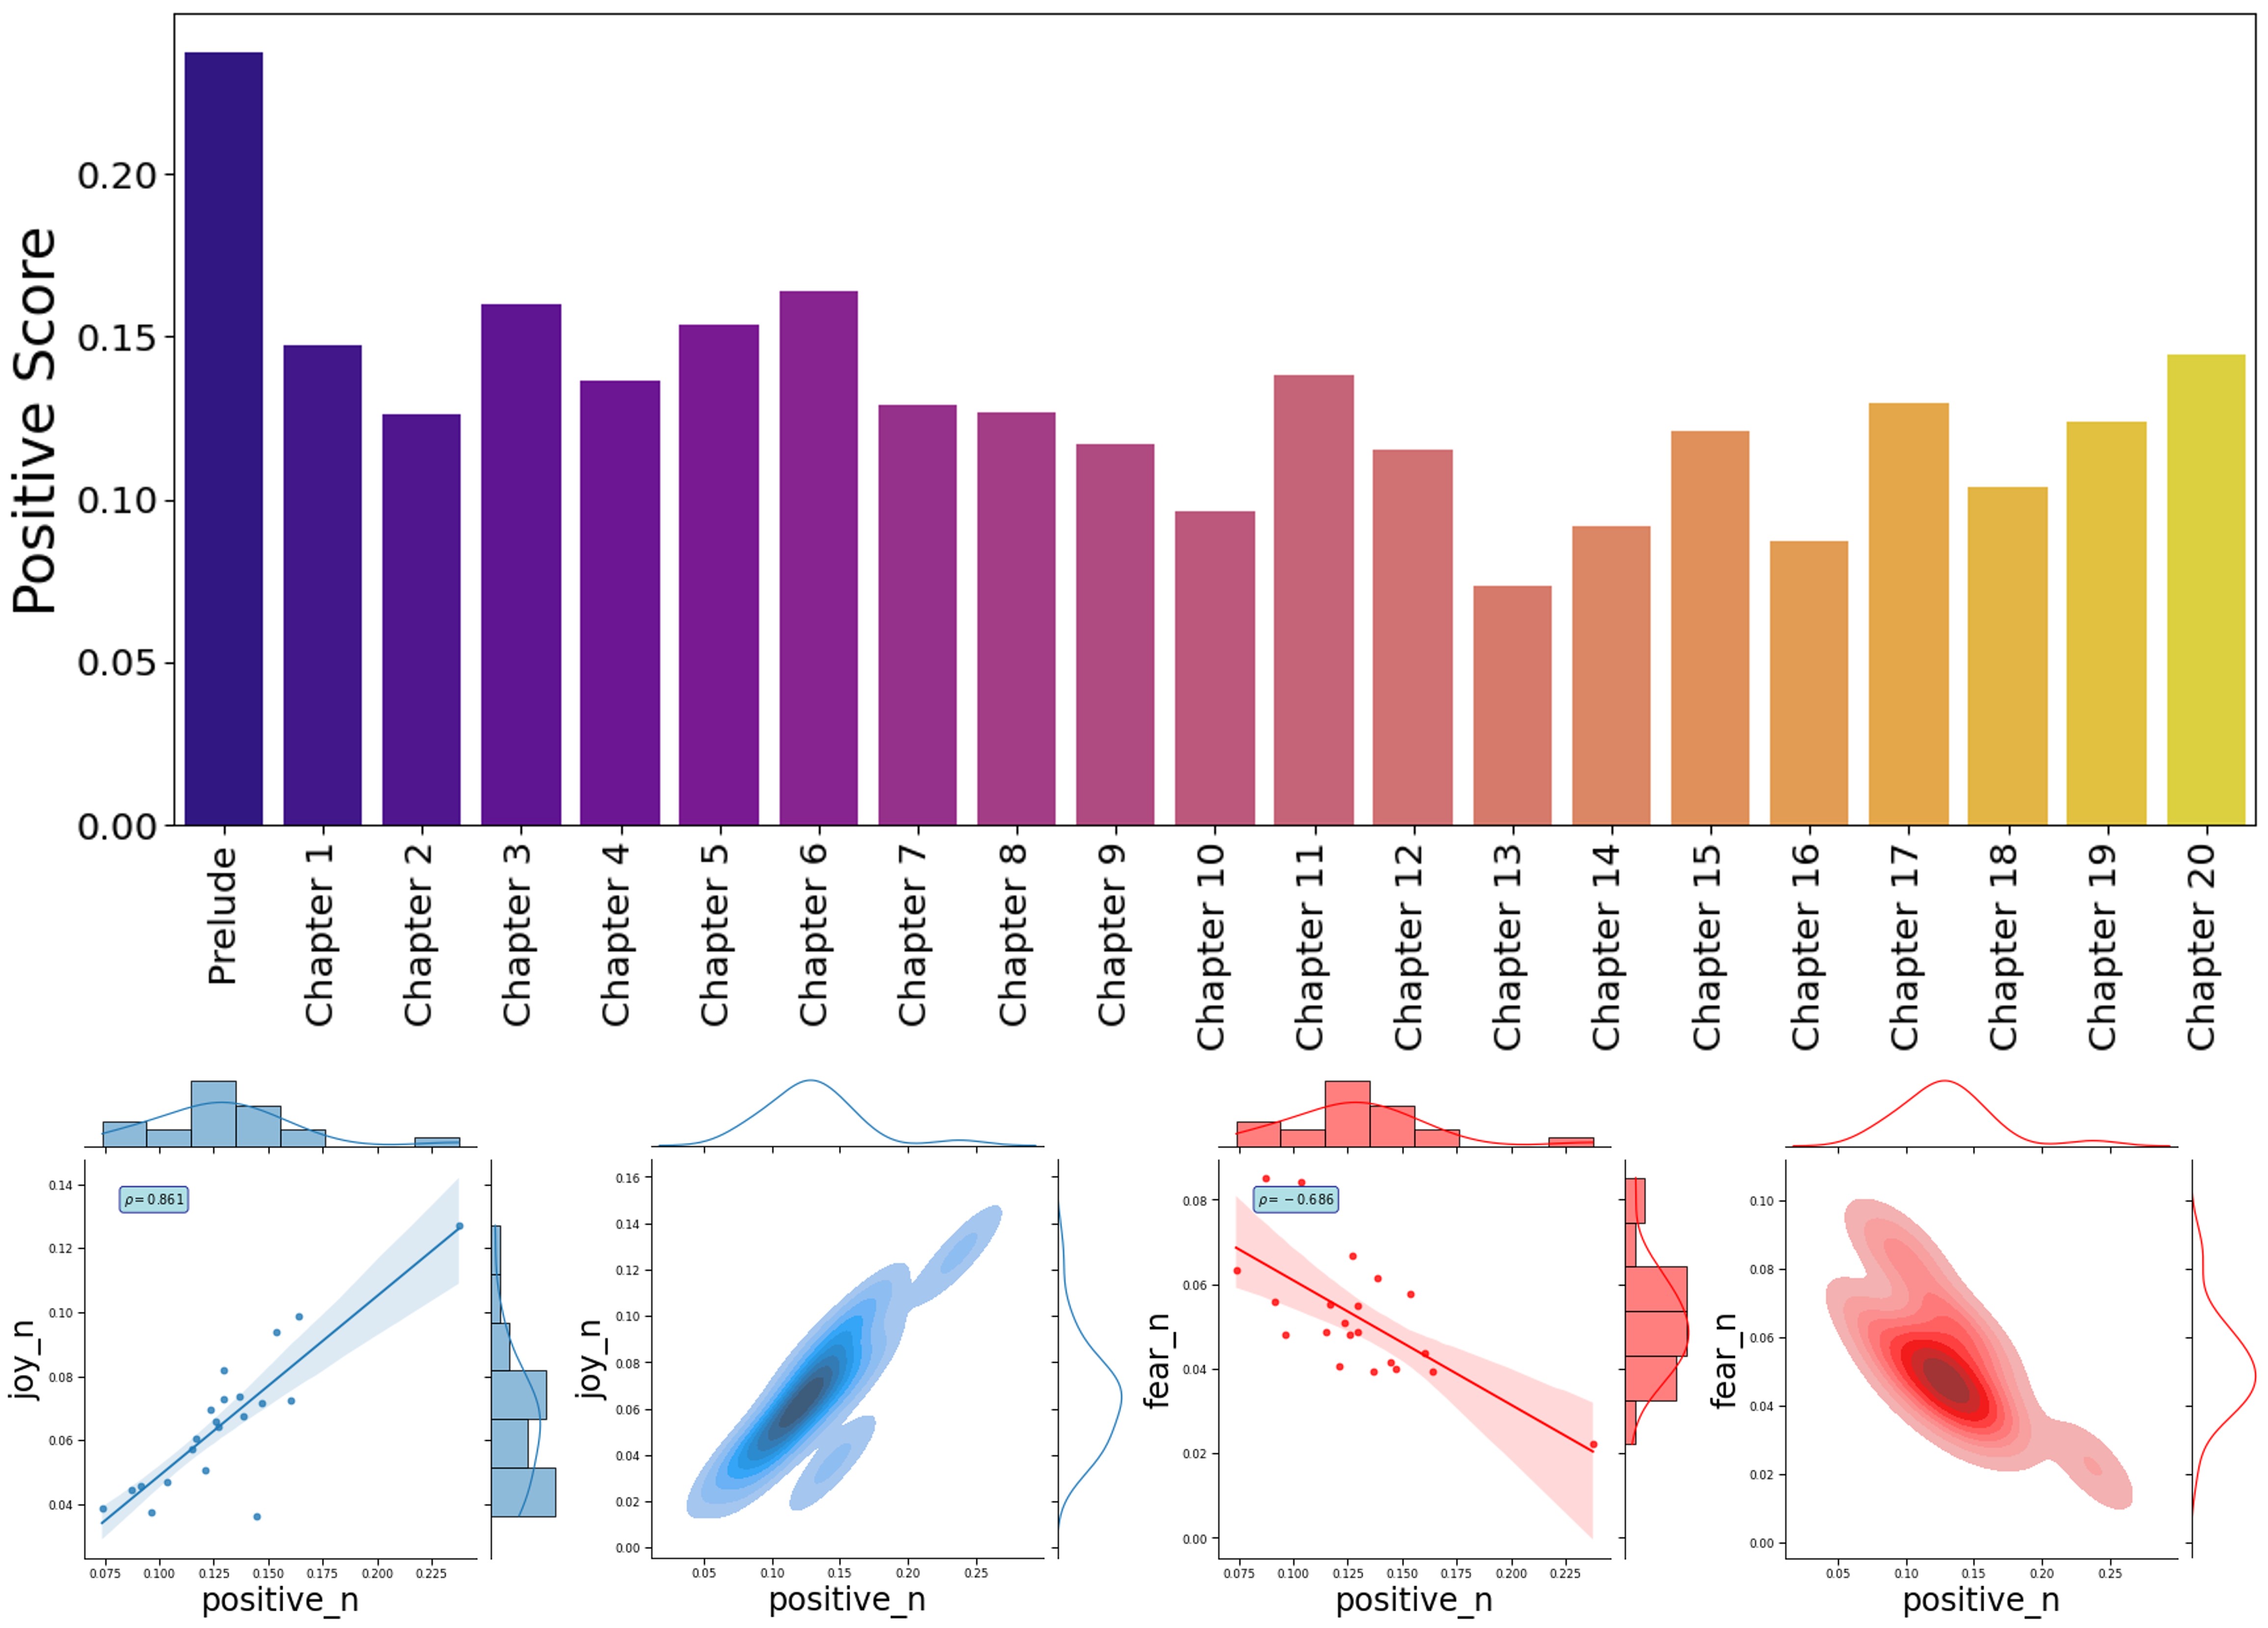 Positive Score
0.20
0.15
0.10
0.05
0.00
Prelude
Chapter 1
Chapter 2
Chapter 3
Chapter 4
Chapter 5
Chapter 6
Chapter 7
Chapter 8
Chapter 9
Chapter 10
Chapter 11
Chapter 12
Chapter 13
Chapter 14
Chapter 15
Chapter 16
Chapter 17
Chapter 18
Chapter 19
Chapter 20
joy_n
0.14
0.12
0.10
0.08
0.06
0.04
ρ = 0.861
0.075 0.100 0.125 0.150 0.175 0.200 0.225
positive_n
joy_n
0.16
0.14
0.12
0.10
0.08
0.06
0.04
0.02
0.00
0.05 0.10 0.15 0.20 0.25
positive_n
fear_n
0.08
0.06
0.04
0.02
0.00
ρ = − 0.686
0.075 0.100 0.125 0.150 0.175 0.200 0.225
positive_n
fear_n
0.10
0.08
0.06
0.04
0.02
0.00
0.05 0.10 0.15 0.20 0.25
positive_n